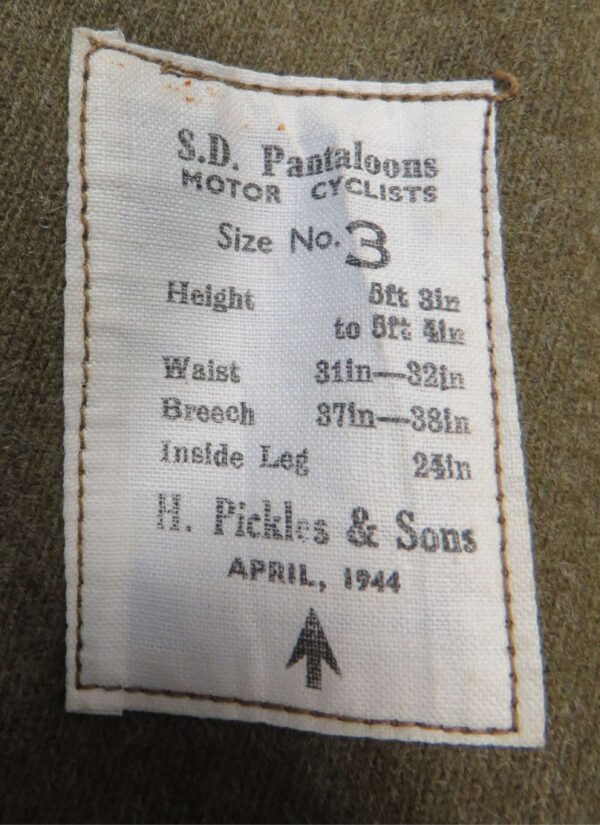 S.D. Pantaloons
MOTOR CYCLISTS
Size No. 3
Height 5ft 3in
to 5ft 4in
Waist 31in—32in
Breech 37in—38in
Inside Leg 24in
H. Pickles & Sons
APRIL, 1944